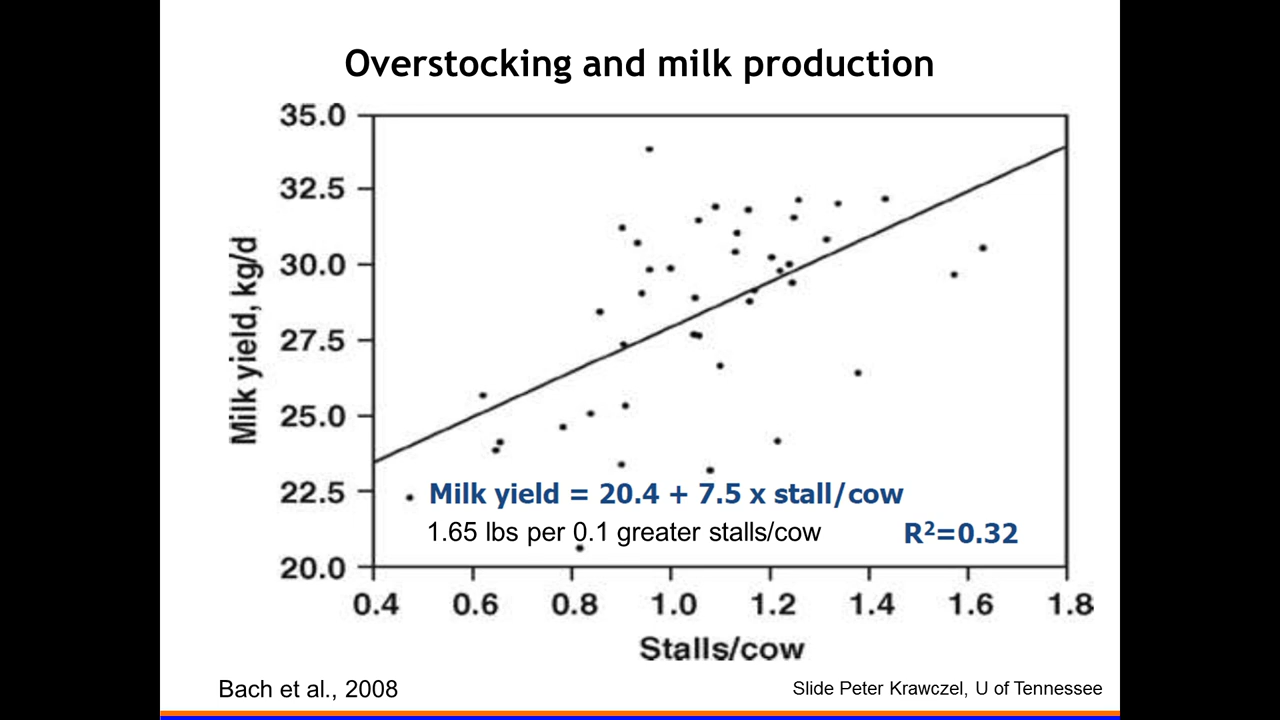 Overstocking and milk production
35.0
32.5
30.0
27.5
25.0
22.5
20.0
Milk yield, kg/d
Milk yield = 20.4 + 7.5 x stall/cow
1.65 lbs per 0.1 greater stalls/cow
R²=0.32
0.4 0.6 0.8 1.0 1.2 1.4 1.6 1.8
Stalls/cow
Bach et al., 2008
Slide Peter Krawczel, U of Tennessee